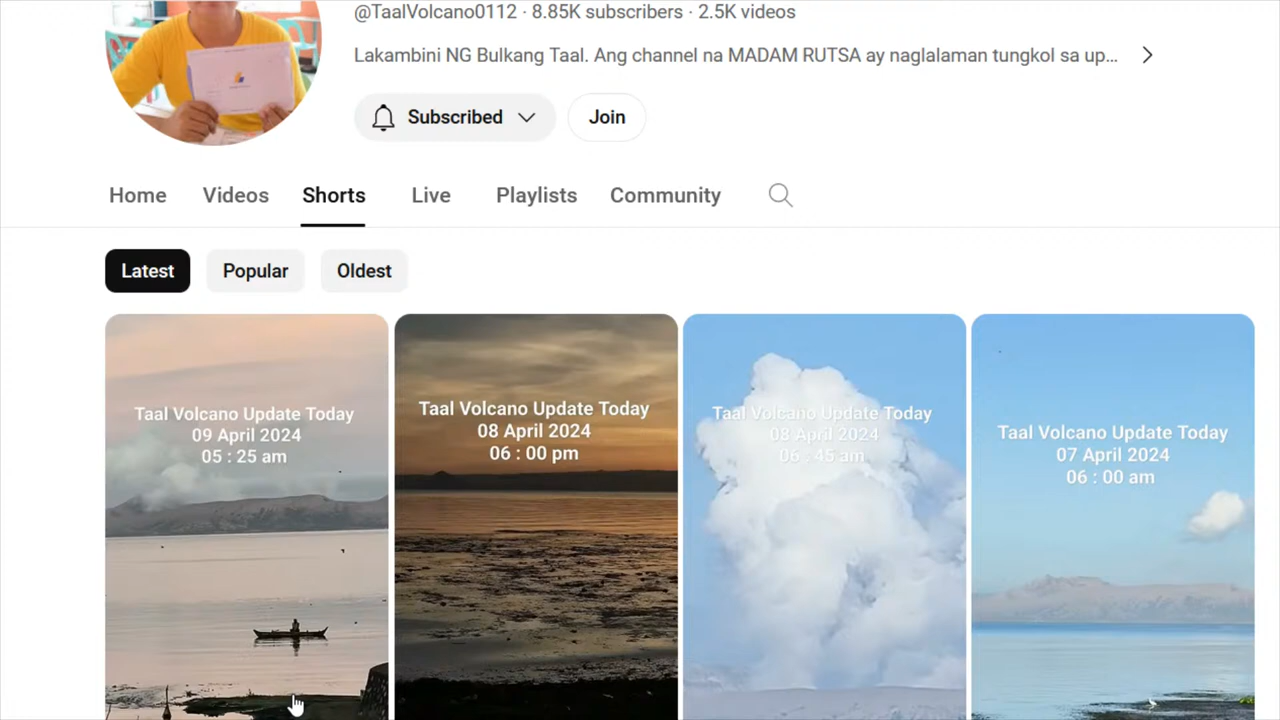 @TaalVolcano0112 · 8.85K subscribers · 2.5K videos
Lakambini NG Bulkang Taal. Ang channel na MADAM RUTSA ay naglalaman tungkol sa up...
Subscribed
Join
Home
Videos
Shorts
Live
Playlists
Community
Latest
Popular
Oldest
Taal Volcano Update Today
09 April 2024
05 : 25 am
Taal Volcano Update Today
08 April 2024
06 : 00 pm
Taal Volcano Update Today
08 April 2024
06 : 45 am
Taal Volcano Update Today
07 April 2024
06 : 00 am